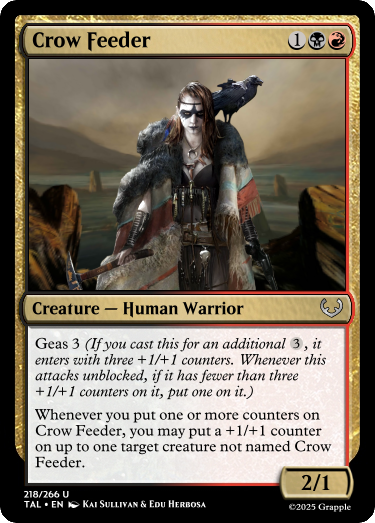 Crow Feeder 1
Creature — Human Warrior
Geas 3 (If you cast this for an additional 3, it
enters with three +1/+1 counters. Whenever this
attacks unblocked, if it has fewer than three
+1/+1 counters on it, put one on it.)
Whenever you put one or more counters on
Crow Feeder, you may put a +1/+1 counter
on up to one target creature not named Crow
Feeder.
2/1
218/266 U
TAL • EN Kai Sullivan & Edu Herbosa
©2025 Grapple